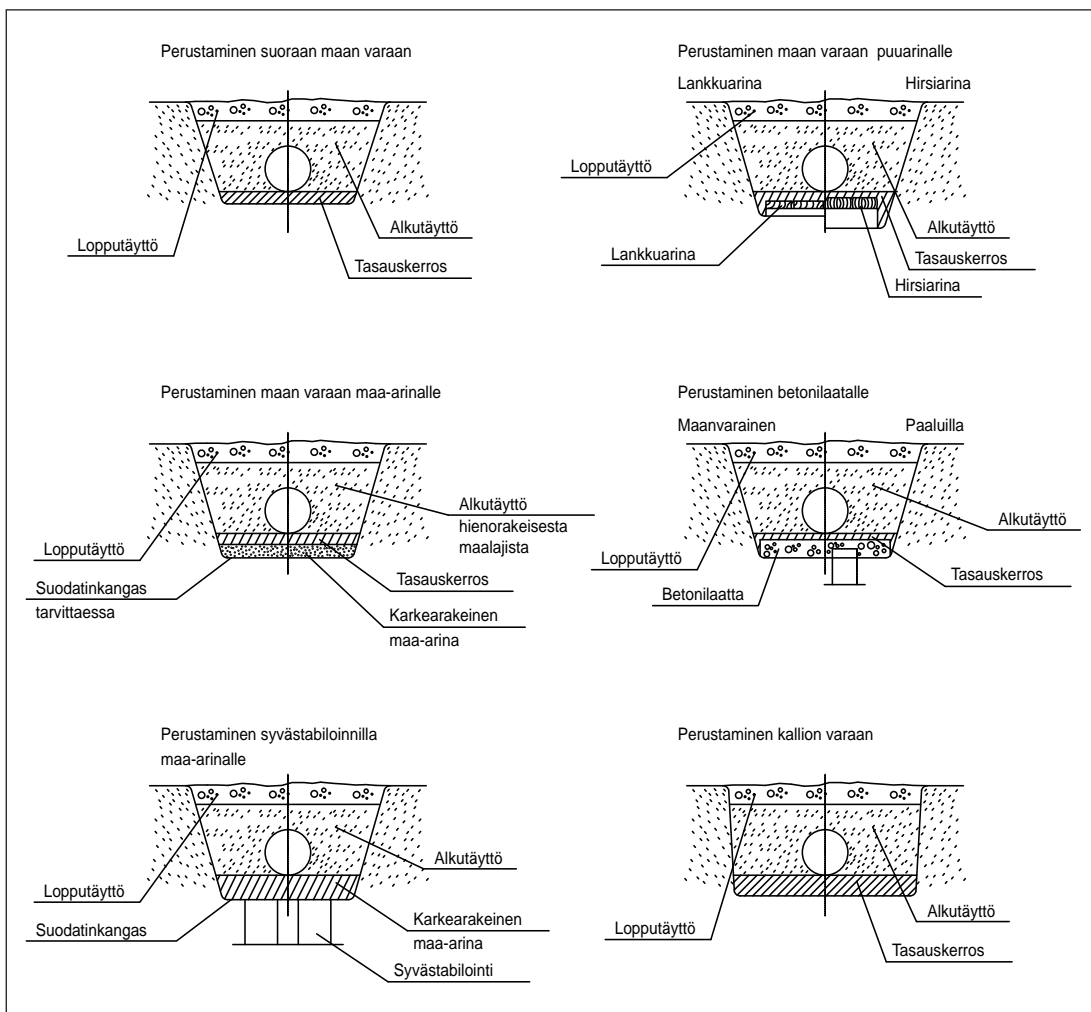 Perustaminen suoraan maan varaan
Lopputäyttö
Alkutäyttö
Tasauskerros
Perustaminen maan varaan puuarinalle
Lankkuarina
Hirsiarina
Lopputäyttö
Alkutäyttö
Lankkuarina
Tasauskerros
Hirsiarina
Perustaminen maan varaan maa-arinalle
Alkutäyttö
hienorakeisesta
maalajista
Lopputäyttö
Tasauskerros
Suodatinkangas
tarvittaessa
Karkearakeinen
maa-arina
Perustaminen betonilaatalle
Maanvarainen
Paaluilla
Alkutäyttö
Lopputäyttö
Tasauskerros
Betonilaatta
Perustaminen syvästabiloinnilla
maa-arinalle
Alkutäyttö
Lopputäyttö
Karkearakeinen
maa-arina
Suodatinkangas
Syvästabilointi
Perustaminen kallion varaan
Alkutäyttö
Lopputäyttö
Tasauskerros